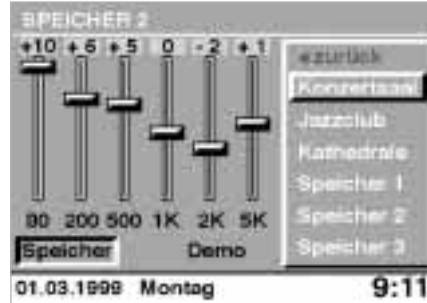 SPEICHER 2
+10 +6 +5 0 -2 +1
80 200 500 1K 2K 5K
Speicher Demo
zurück
Konzertsaal
Jazzclub
Kathedrale
Speicher 1
Speicher 2
Speicher 3
01.03.1999 Montag 9:11